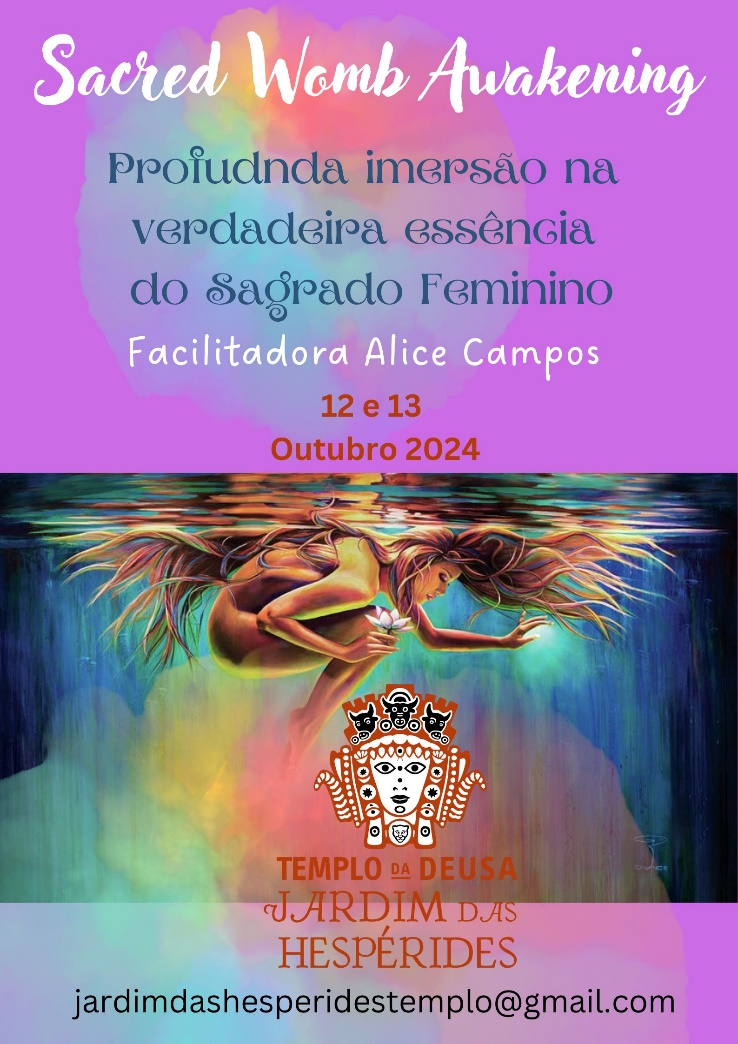 Sacred Womb Awakening
Profudnda imersão na
verdadeira essência
do Sagrado Feminino
Facilitadora Alice Campos
12 e 13
Outubro 2024
TEMPLO DA DEUSA
JARDIM DAS
HESPÉRIDES
jardimdashesperidestemplo@gmail.com